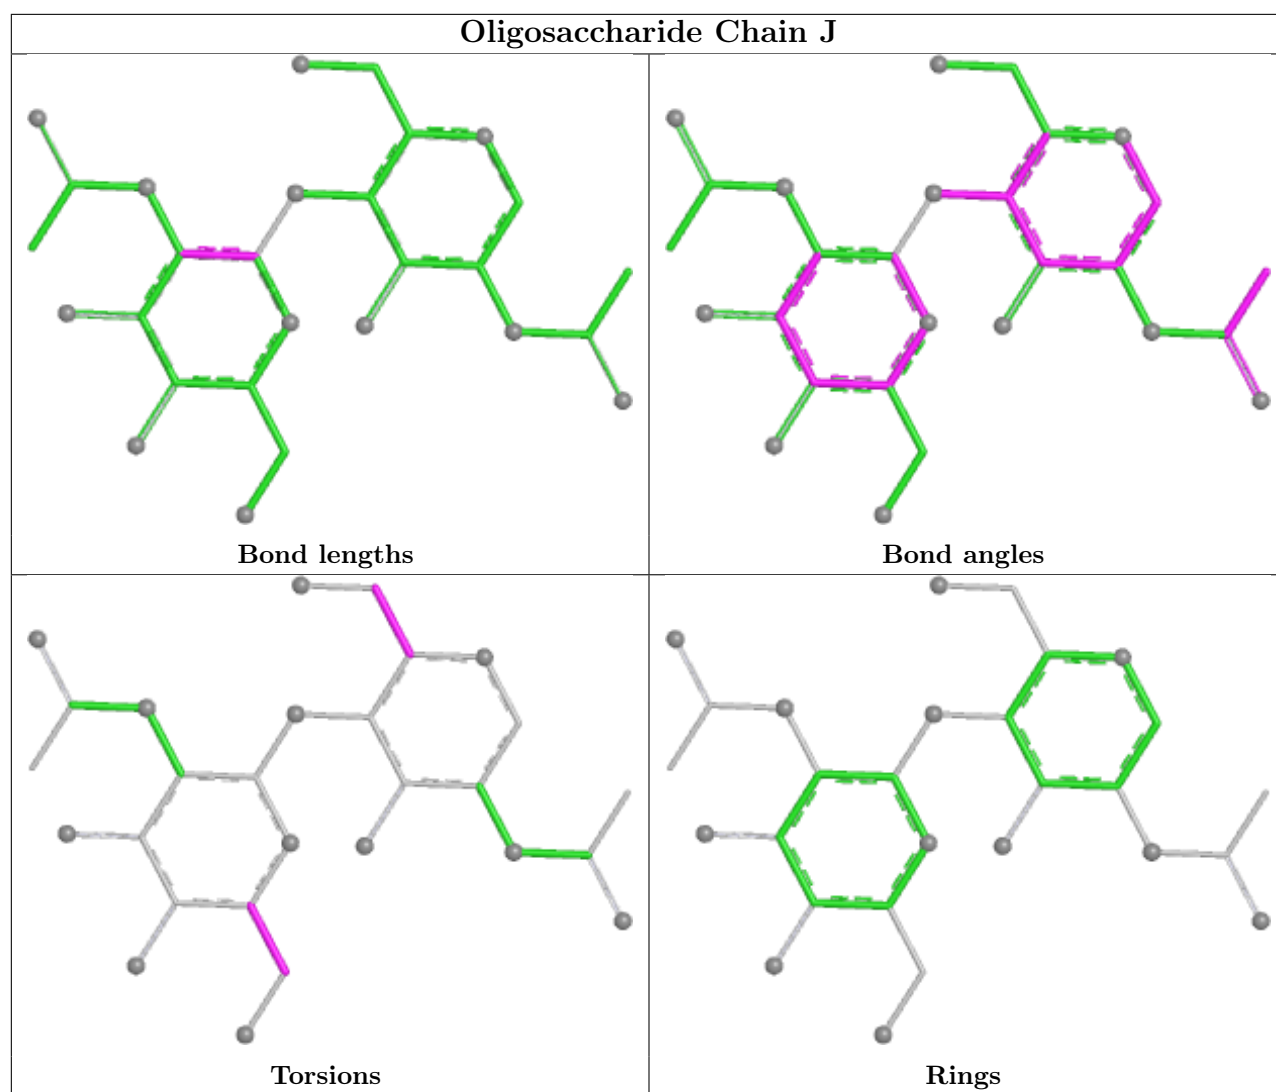 Oligosaccharide Chain J
Bond lengths
Bond angles
Torsions
Rings